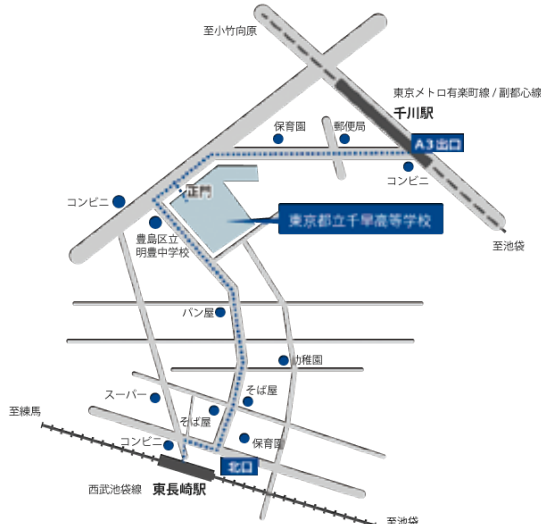 至小竹向原
東京メトロ有楽町線 / 副都心線
千川駅
保育園
郵便局
A3出口
コンビニ
正門
コンビニ
東京都立千早高等学校
豊島区立
明豊中学校
至池袋
パン屋
幼稚園
スーパー
そば屋
至練馬
そば屋
コンビニ
保育園
北口
西武池袋線 東長崎駅
至池袋